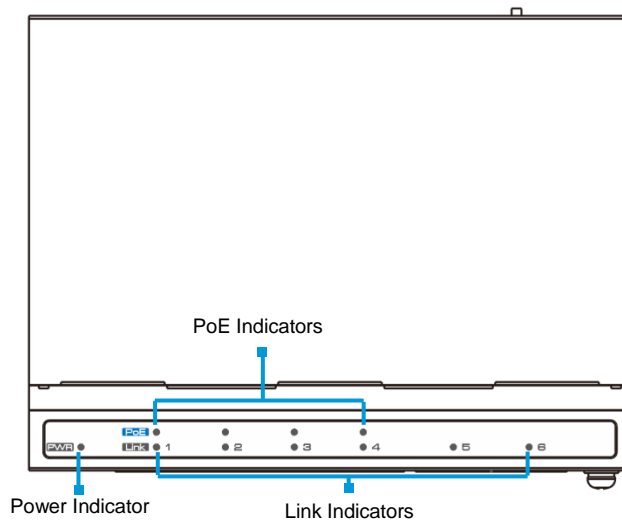 PoE Indicators
PoE
PWR Link 1 2 3 4 5 6
Power Indicator
Link Indicators